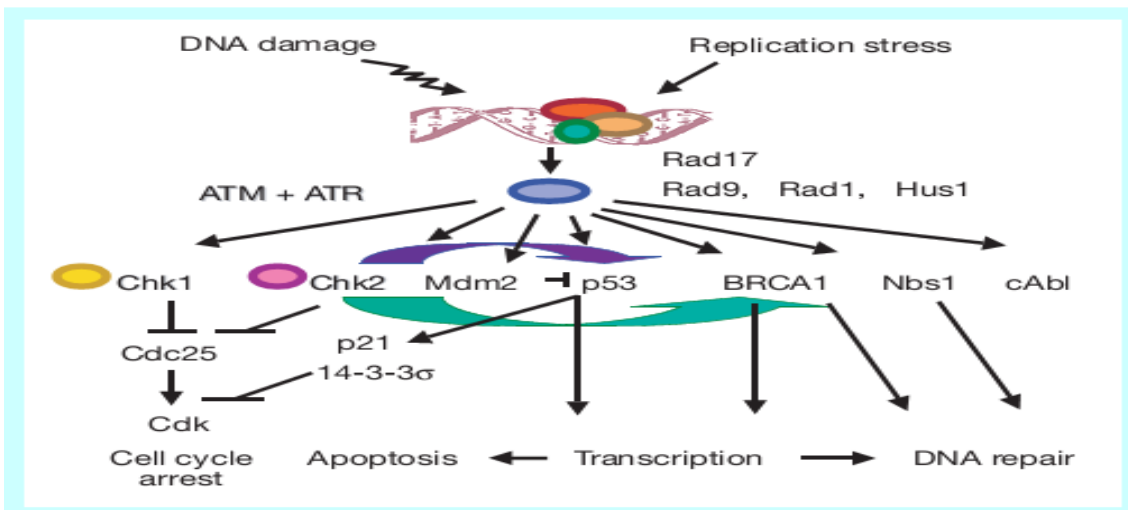 DNA damage
Replication stress
Rad17
ATM + ATR
Rad9, Rad1, Hus1
Chk1
Chk2
Mdm2
p53
BRCA1
Nbs1
cAbl
Cdc25
p21
14-3-3σ
Cdk
Cell cycle
arrest
Apoptosis
Transcription
DNA repair